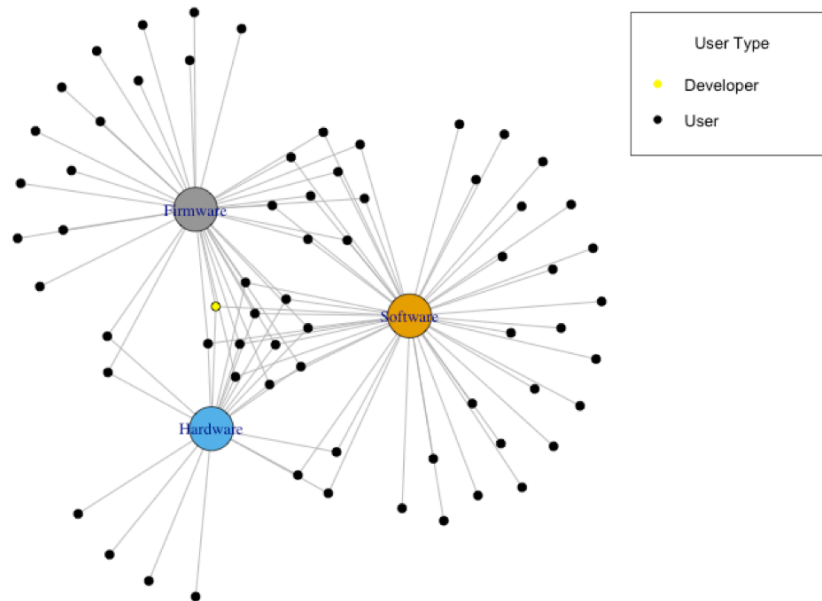 User Type
Developer
User
Firmware
Software
Hardware